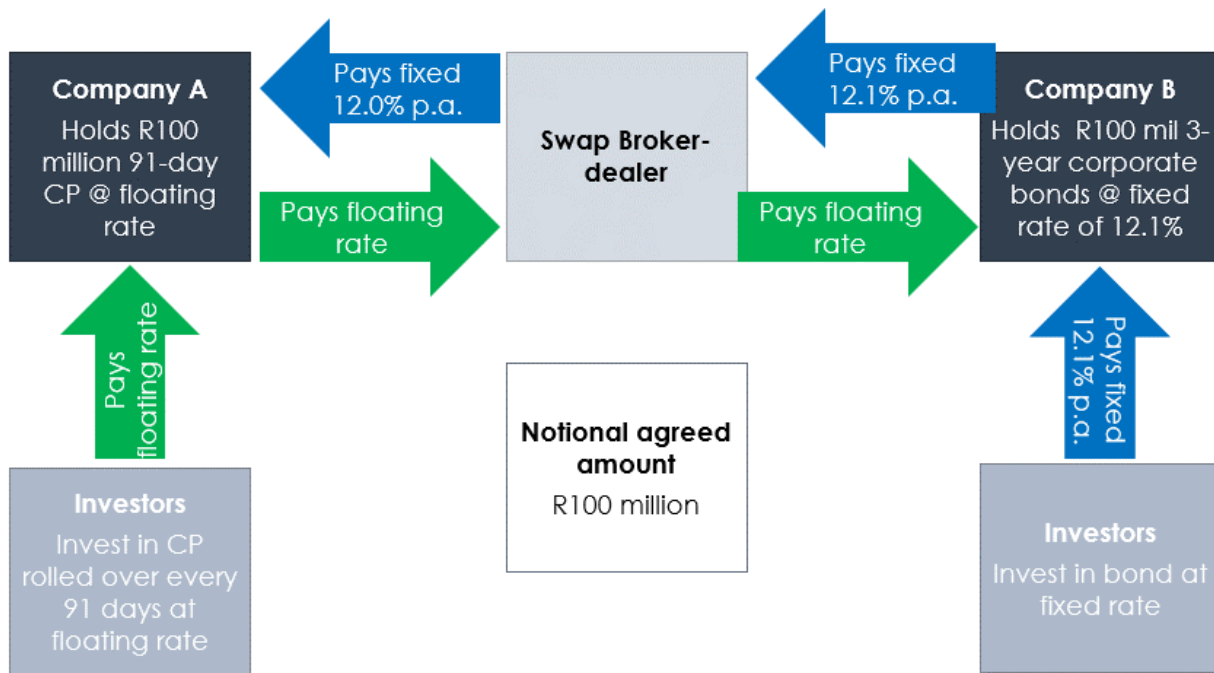 Company A
Holds R100
million 91-day
CP @ floating
rate
Pays fixed
12.0% p.a.
Pays floating
rate
Swap Broker-
dealer
Pays fixed
12.1% p.a.
Pays floating
rate
Company B
Holds R100 mil 3-
year corporate
bonds @ fixed
rate of 12.1%
Pays
floating rate
Notional agreed
amount
R100 million
Pays fixed
12.1% p.a.
Investors
Invest in CP
rolled over every
91 days at
floating rate
Investors
Invest in bond at
fixed rate